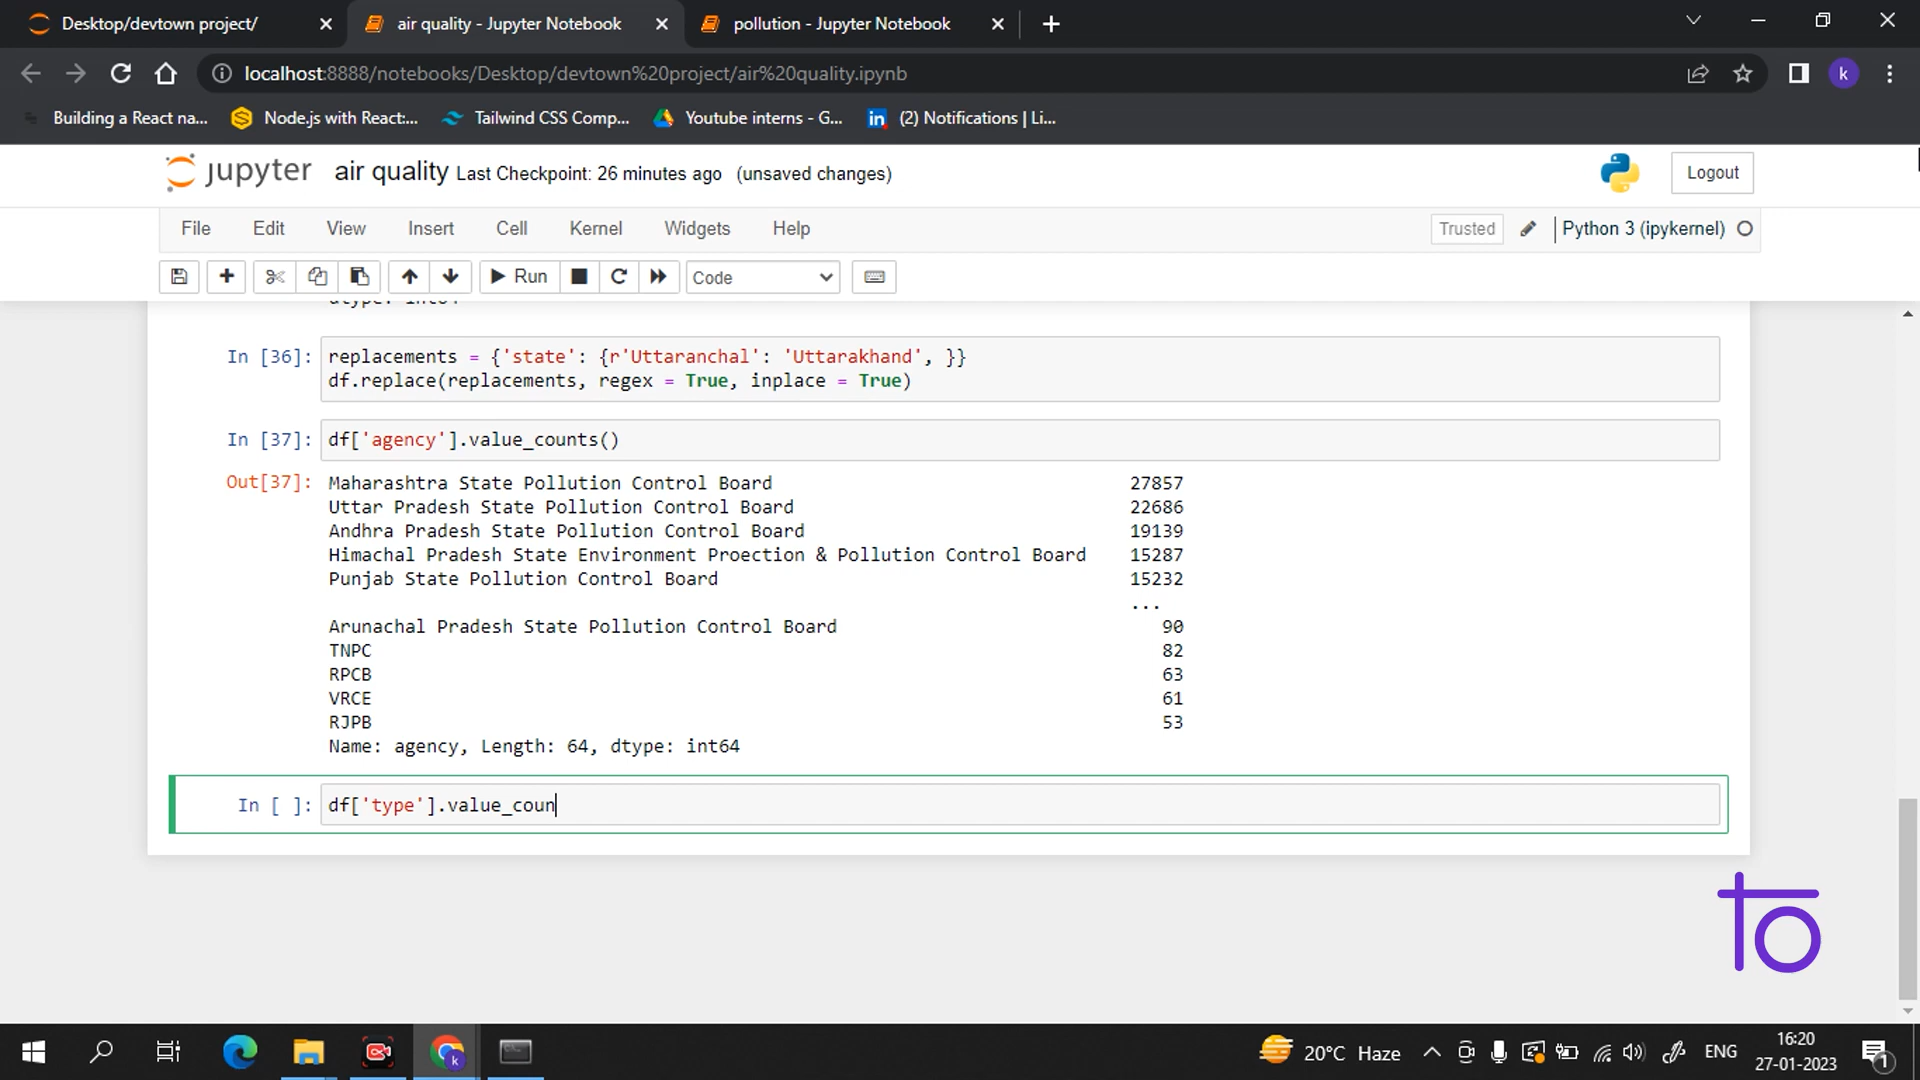 Desktop/devtown project/
air quality - Jupyter Notebook
pollution - Jupyter Notebook
localhost:8888/notebooks/Desktop/devtown%20project/air%20quality.ipynb
k
Building a React na...
Node.js with React:...
Tailwind CSS Comp...
Youtube interns - G...
in
(2) Notifications | Li...
jupyter air quality Last Checkpoint: 26 minutes ago (unsaved changes)
Logout
File Edit View Insert Cell Kernel Widgets Help
Trusted
Python 3 (ipykernel)
Run
Code
dtype: int64
In [36]: replacements = {'state': {r'Uttaranchal': 'Uttarakhand', }}
df.replace(replacements, regex = True, inplace = True)
In [37]: df['agency'].value_counts()
Out[37]: Maharashtra State Pollution Control Board 27857
Uttar Pradesh State Pollution Control Board 22686
Andhra Pradesh State Pollution Control Board 19139
Himachal Pradesh State Environment Proection & Pollution Control Board 15287
Punjab State Pollution Control Board 15232
...
Arunachal Pradesh State Pollution Control Board 90
TNPC 82
RPCB 63
VRCE 61
RJPB 53
Name: agency, Length: 64, dtype: int64
In [ ]: df['type'].value_coun
k
20°C Haze
ENG
16:20
27-01-2023
1